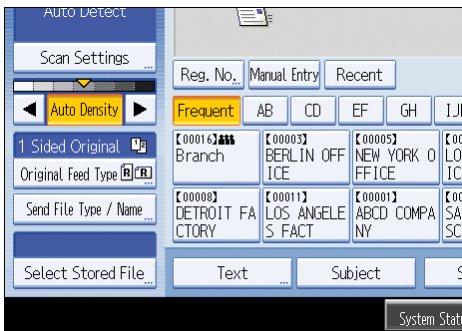 Auto Detect
Scan Settings
Reg. No.
Manual Entry
Recent
Auto Density
Frequent
AB
CD
EF
GH
1 Sided Original
Original Feed Type
Send File Type / Name
Select Stored File
【00016】
Branch
【00003】
BERLIN OFF
ICE
【00005】
NEW YORK O
FFICE
【00008】
DETROIT FA
CTORY
【00011】
LOS ANGELE
S FACT
【00001】
ABCD COMPA
NY
Text
Subject
System Stat